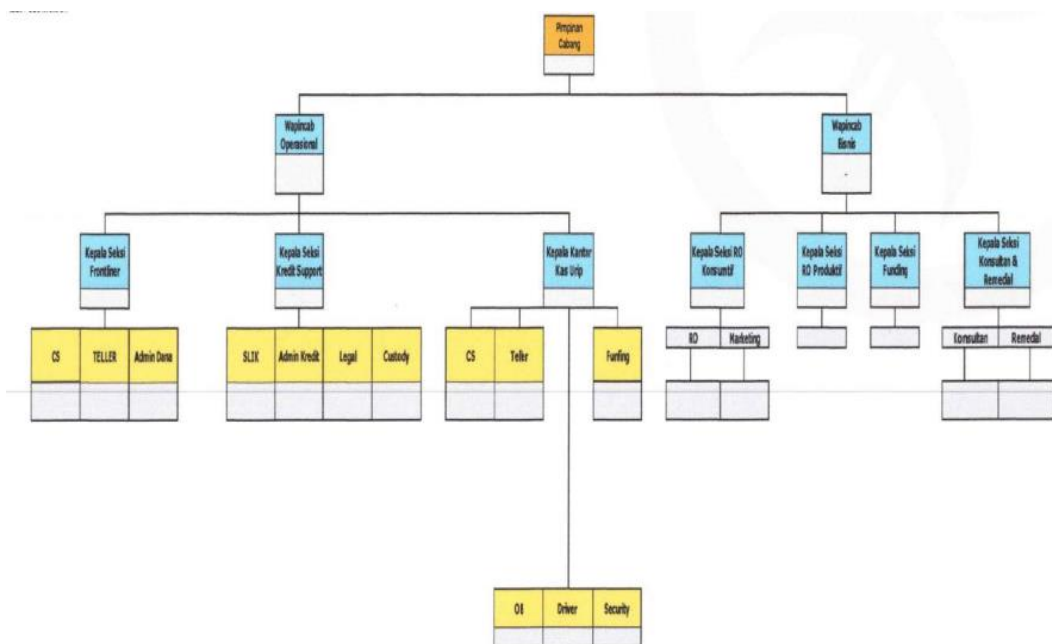 Pimpinan
Cabang
Wapincab
Operasional
Wapincab
Bisnis
-
Kepala Seksi
Frontliner
Kepala Seksi
Kredit Support
Kepala Kantor
Kas Urip
Kepala Seksi RO
Konsumtif
Kepala Seksi
RO Produktif
Kepala Seksi
Funding
Kepala Seksi
Konsultan &
Remedial
CS
TELLER
Admin Dana
SLIK
Admin Kredit
Legal
Custody
CS
Teller
Funfing
RO
Marketing
Konsultan
Remedial
OB
Driver
Security